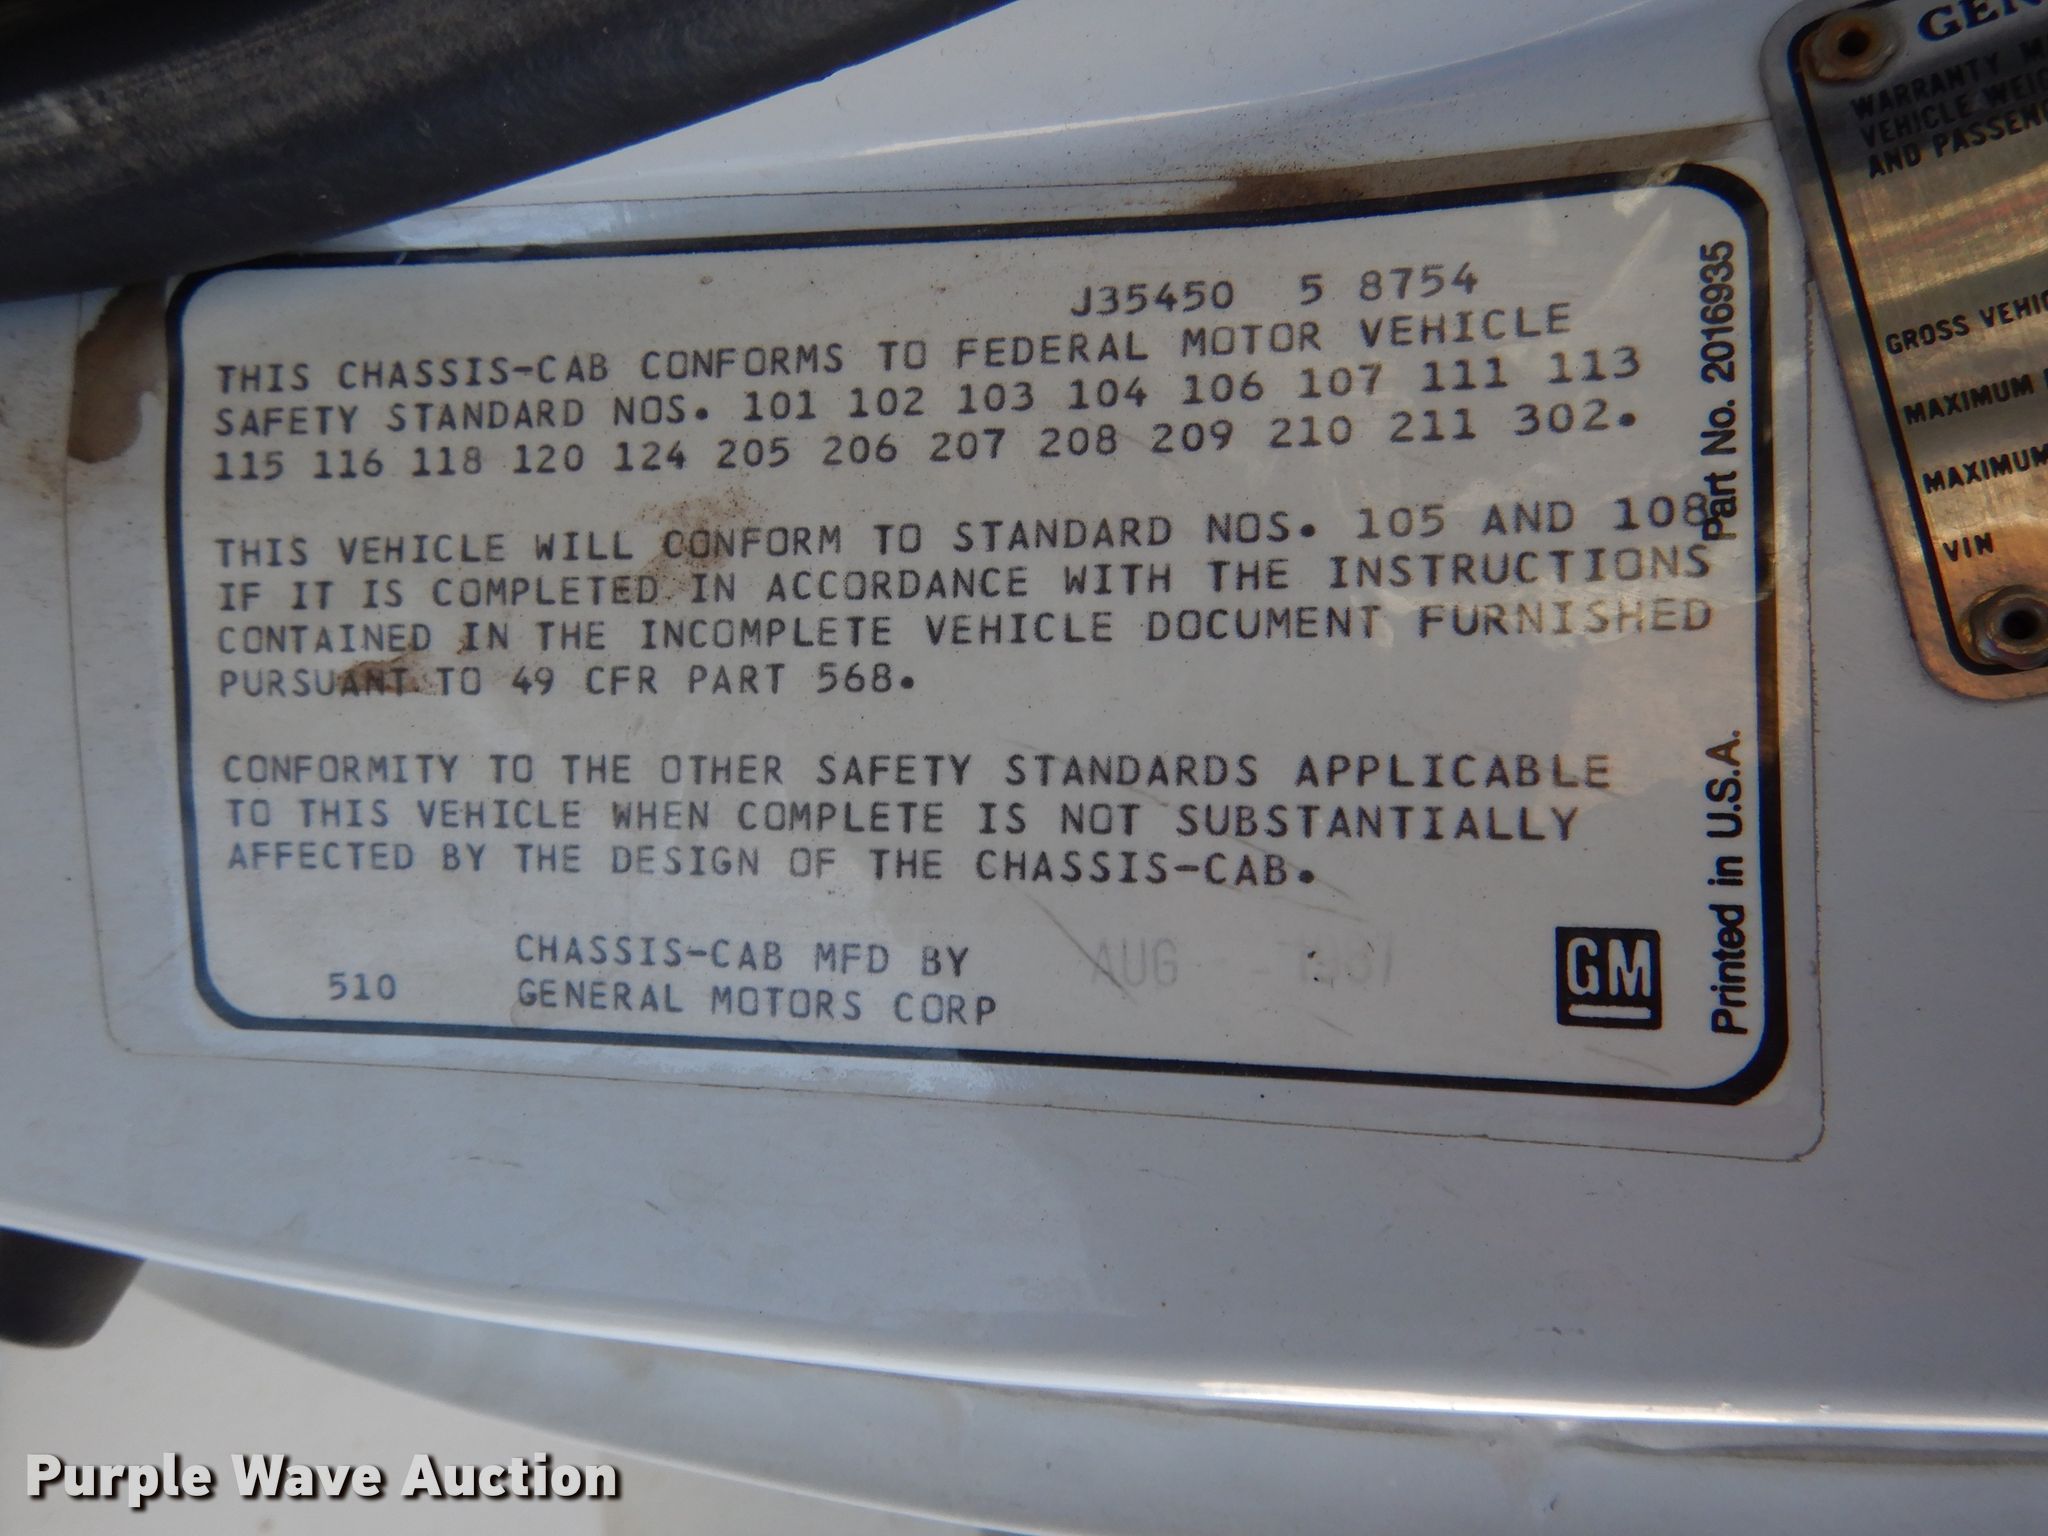 J35450 5 8754
THIS CHASSIS-CAB CONFORMS TO FEDERAL MOTOR VEHICLE
SAFETY STANDARD NOS. 101 102 103 104 106 107 111 113
115 116 118 120 124 205 206 207 208 209 210 211 302.
THIS VEHICLE WILL CONFORM TO STANDARD NOS. 105 AND 108
IF IT IS COMPLETED IN ACCORDANCE WITH THE INSTRUCTIONS
CONTAINED IN THE INCOMPLETE VEHICLE DOCUMENT FURNISHED
PURSUANT TO 49 CFR PART 568.
CONFORMITY TO THE OTHER SAFETY STANDARDS APPLICABLE
TO THIS VEHICLE WHEN COMPLETE IS NOT SUBSTANTIALLY
AFFECTED BY THE DESIGN OF THE CHASSIS-CAB.
CHASSIS-CAB MFD BY AUG
510 GENERAL MOTORS CORP
GM
Part No. 2016935
Printed in U.S.A.
WARRANTY
VEHICLE
AND
GROSS
MAXIMUM
MAXIMUM
VIN
Purple Wave Auction